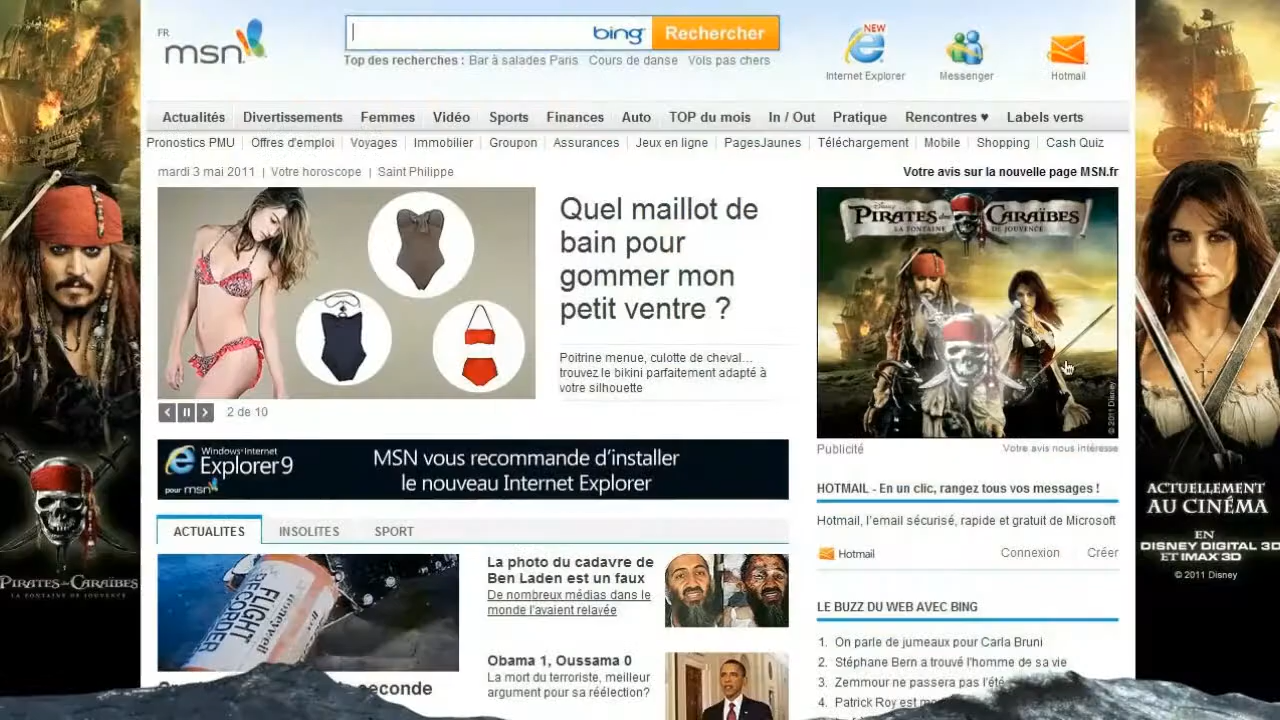 FR
msn
bing
Rechercher
Top des recherches : Bar à salades Paris Cours de danse Vols pas chers
NEW
Internet Explorer
Messenger
Hotmail
Actualités Divertissements Femmes Vidéo Sports Finances Auto TOP du mois In / Out Pratique Rencontres ♥ Labels verts
Pronostics PMU Offres d'emploi Voyages Immobilier Groupon Assurances Jeux en ligne PagesJaunes Téléchargement Mobile Shopping Cash Quiz
mardi 3 mai 2011 | Votre horoscope | Saint Philippe
Votre avis sur la nouvelle page MSN.fr
Quel maillot de
bain pour
gommer mon
petit ventre ?
Poitrine menue, culotte de cheval...
trouvez le bikini parfaitement adapté à
votre silhouette
2 de 10
Disney
PIRATES des CARAÏBES
LA FONTAINE DE JOUVENCE
© 2011 Disney
Publicité
Votre avis nous intéresse
Windows Internet
Explorer 9
pour msn
MSN vous recommande d'installer
le nouveau Internet Explorer
HOTMAIL - En un clic, rangez tous vos messages !
Hotmail, l'email sécurisé, rapide et gratuit de Microsoft
Hotmail
Connexion
Créer
ACTUALITES
INSOLITES
SPORT
Honeywell
FLIGHT
RECORDER
La photo du cadavre de
Ben Laden est un faux
De nombreux médias dans le
monde l'avaient relayée
Obama 1, Oussama 0
La mort du terroriste, meilleur
argument pour sa réélection?
seconde
LE BUZZ DU WEB AVEC BING
1. On parle de jumeaux pour Carla Bruni
2. Stéphane Bern a trouvé l'homme de sa vie
3. Zemmour ne passera pas l'été
4. Patrick Roy est
PIRATES des CARAÏBES
LA FONTAINE DE JOUVENCE
ACTUELLEMENT
AU CINÉMA
EN
DISNEY DIGITAL 3D
ET IMAX 3D
© 2011 Disney